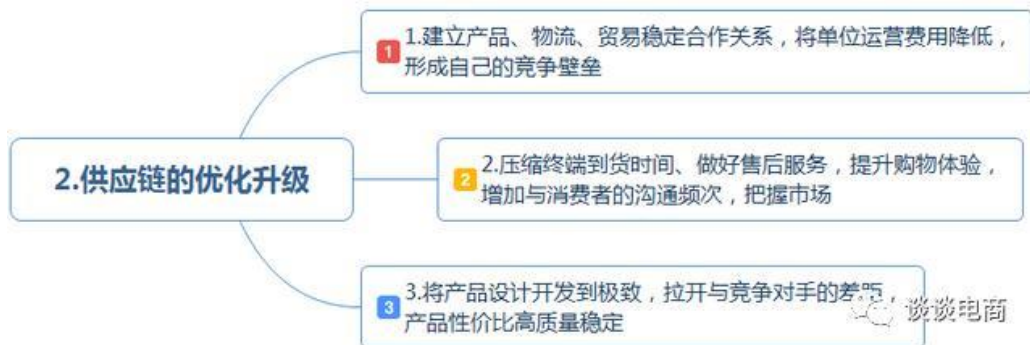 1
1.建立产品、物流、贸易稳定合作关系，将单位运营费用降低，
形成自己的竞争壁垒
2.供应链的优化升级
2
2.压缩终端到货时间、做好售后服务，提升购物体验，
增加与消费者的沟通频次，把握市场
3
3.将产品设计开发到极致，拉开与竞争对手的差距，
产品性价比高质量稳定
谈谈电商